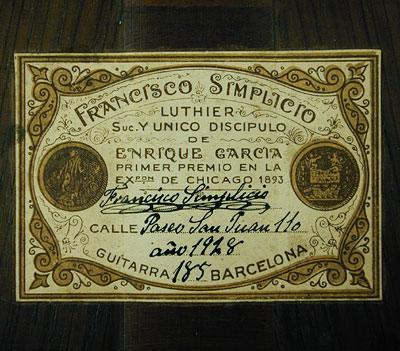 FRANCISCO SIMPLICIO
LUTHIER
SUC. Y UNICO DISCIPULO
DE
ENRIQUE GARCIA
PRIMER PREMIO EN LA
EXPON DE CHICAGO 1893
Francisco Simplicio
CALLE Paseo San Juan 110
año 1928
GUITARRA 185 BARCELONA